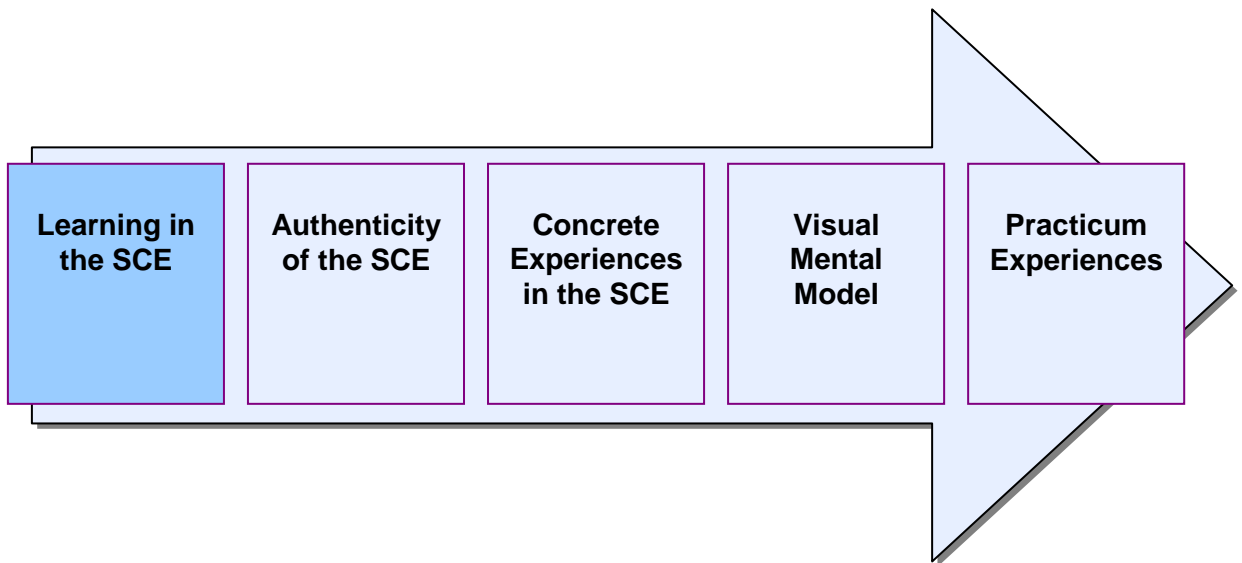 Learning in
the SCE
Authenticity
of the SCE
Concrete
Experiences
in the SCE
Visual
Mental
Model
Practicum
Experiences